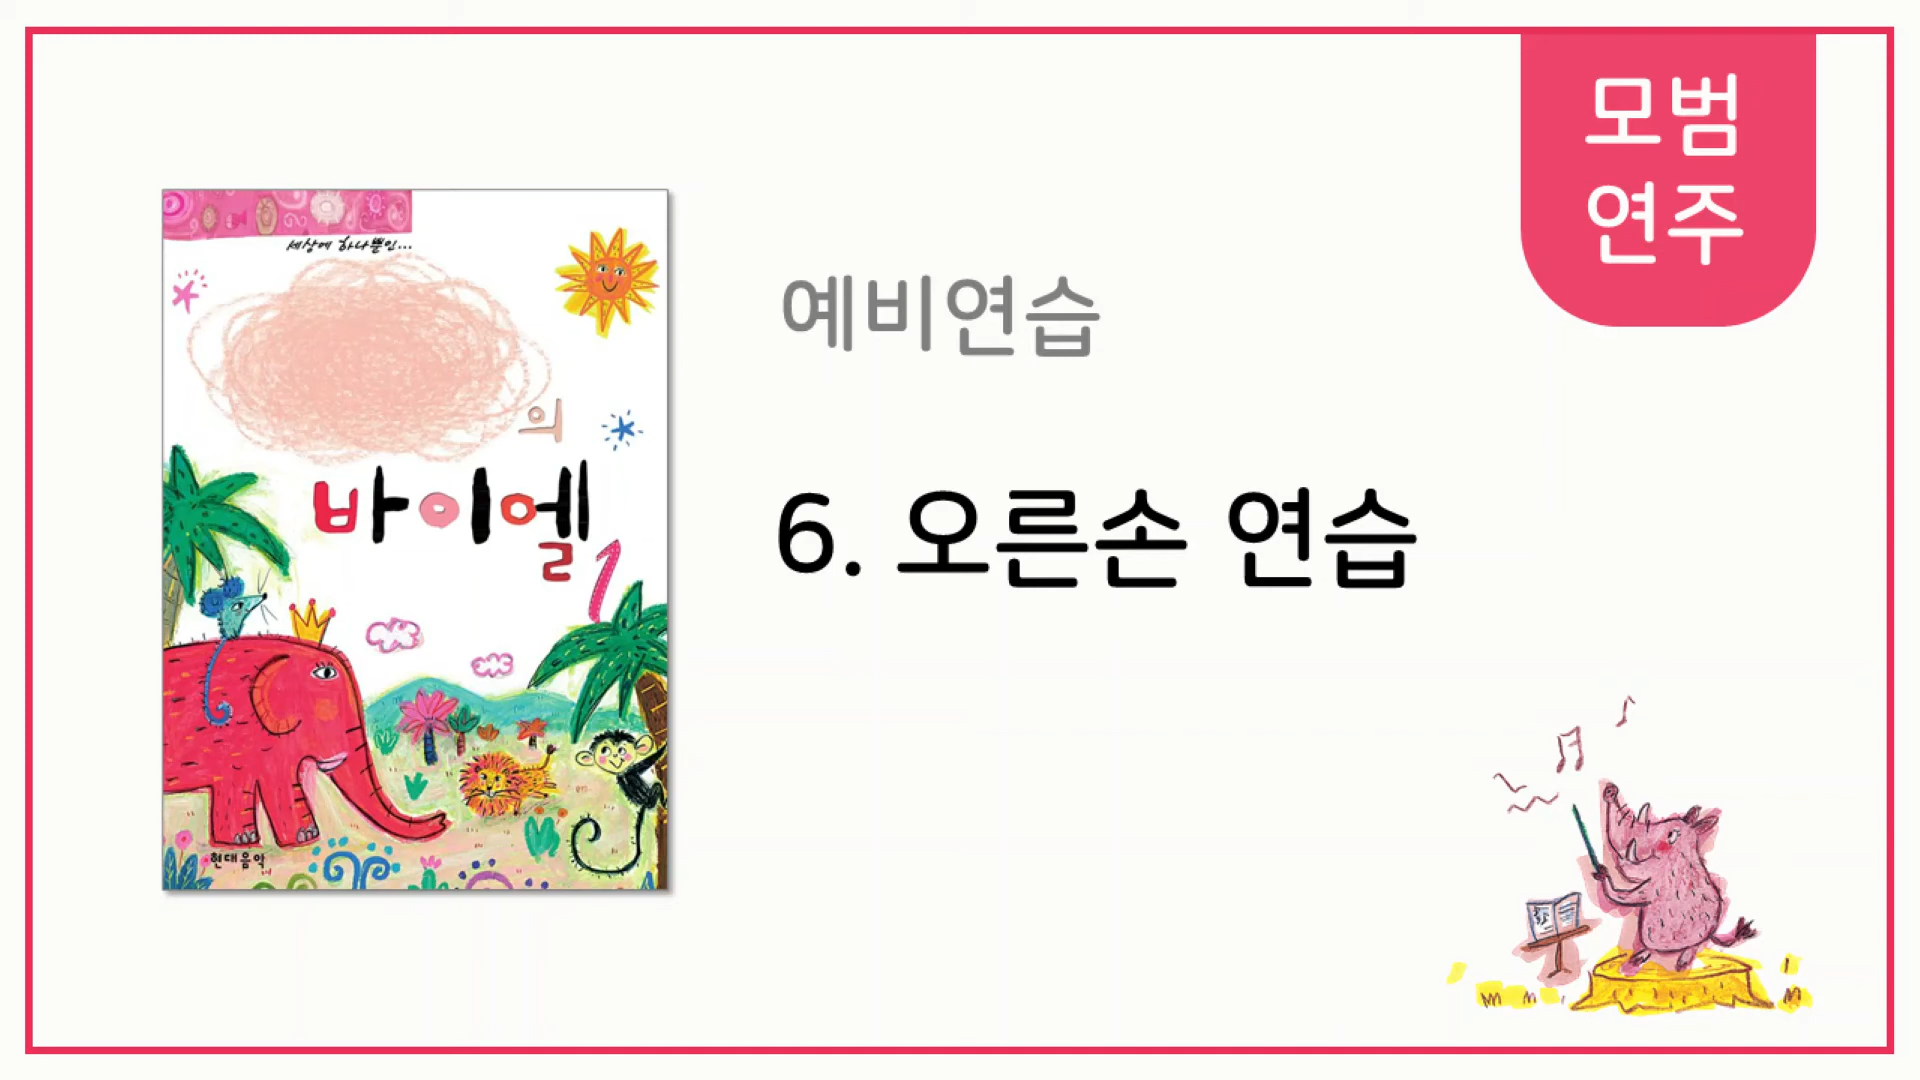 모범
연주
세상에 하나뿐인...
의
바이엘
1
현대음악
예비연습
6. 오른손 연습